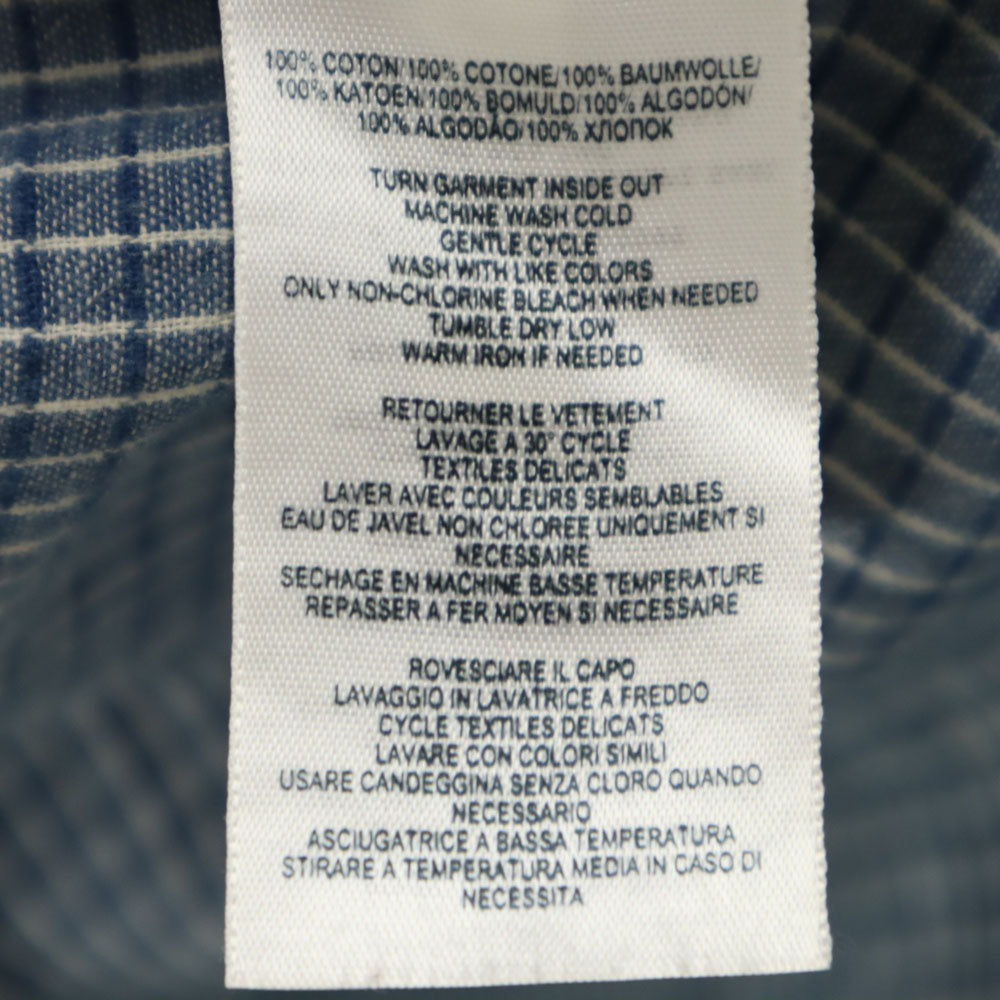 100% COTON/100% COTONE/100% BAUMWOLLE/
100% KATOEN/100% BOMULD/100% ALGODÓN/
100% ALGODÃO/100% ХЛОПОК
TURN GARMENT INSIDE OUT
MACHINE WASH COLD
GENTLE CYCLE
WASH WITH LIKE COLORS
ONLY NON-CHLORINE BLEACH WHEN NEEDED
TUMBLE DRY LOW
WARM IRON IF NEEDED
RETOURNER LE VETEMENT
LAVAGE A 30° CYCLE
TEXTILES DELICATS
LAVER AVEC COULEURS SEMBLABLES
EAU DE JAVEL NON CHLOREE UNIQUEMENT SI
NECESSAIRE
SECHAGE EN MACHINE BASSE TEMPERATURE
REPASSER A FER MOYEN SI NECESSAIRE
ROVESCIARE IL CAPO
LAVAGGIO IN LAVATRICE A FREDDO
CYCLE TEXTILES DELICATS
LAVARE CON COLORI SIMILI
USARE CANDEGGINA SENZA CLORO QUANDO
NECESSARIO
ASCIUGATRICE A BASSA TEMPERATURA
STIRARE A TEMPERATURA MEDIA IN CASO DI
NECESSITA